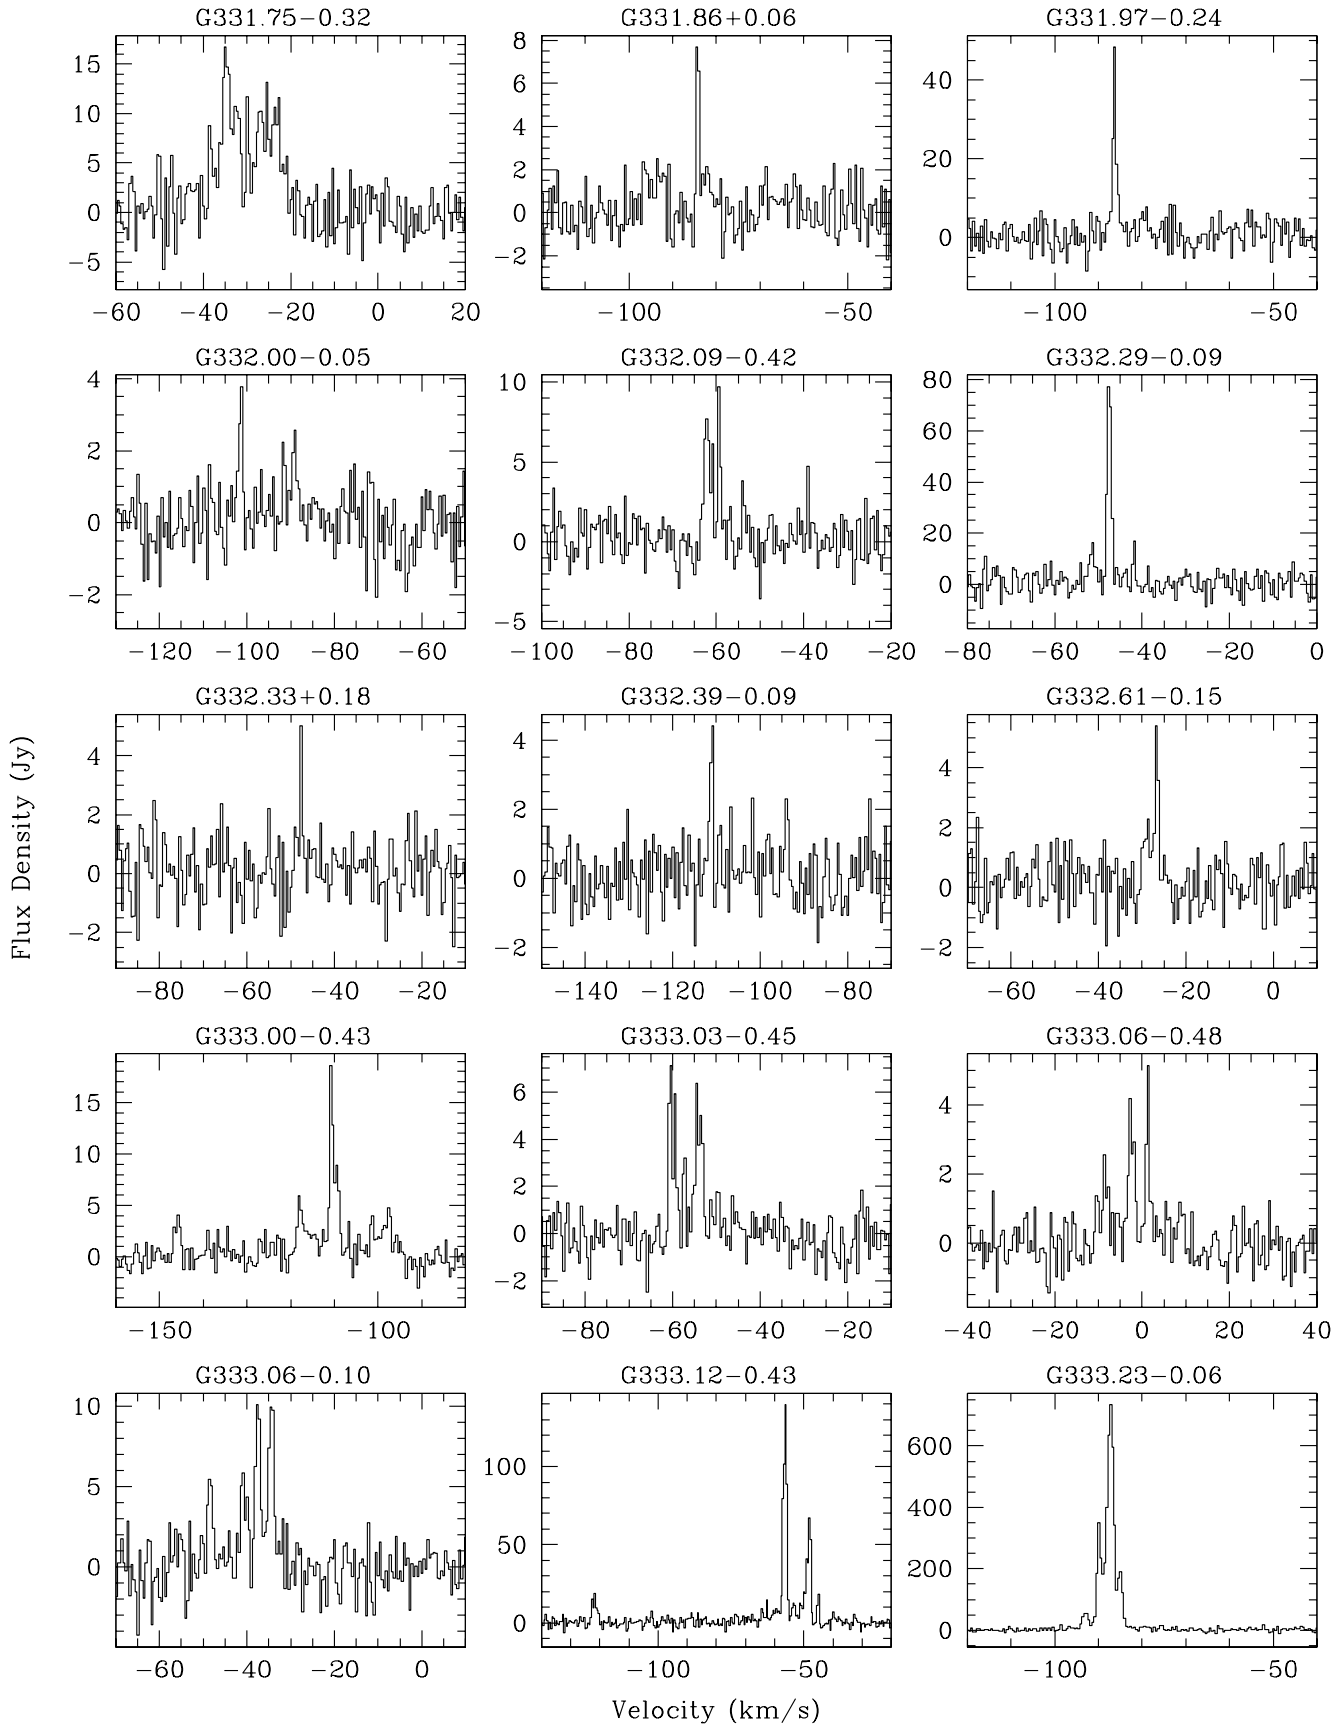 G331.75−0.32 G331.86+0.06 G331.97−0.24
15 10 5 0 −5
8 6 4 2 0 −2
40 20 0
−60 −40 −20 0 20 −100 −50 −100 −50
G332.00−0.05 G332.09−0.42 G332.29−0.09
4 2 0 −2
10 5 0 −5
80 60 40 20 0
−120 −100 −80 −60 −100 −80 −60 −40 −20 −80 −60 −40 −20 0
G332.33+0.18 G332.39−0.09 G332.61−0.15
4 2 0 −2
4 2 0 −2
4 2 0 −2
−80 −60 −40 −20 −140 −120 −100 −80 −60 −40 −20 0
Flux Density (Jy)
G333.00−0.43 G333.03−0.45 G333.06−0.48
15 10 5 0
6 4 2 0 −2
4 2 0
−150 −100 −80 −60 −40 −20 −40 −20 0 20 40
G333.06−0.10 G333.12−0.43 G333.23−0.06
10 5 0
100 50 0
600 400 200 0
−60 −40 −20 0 −100 −50 −100 −50
Velocity (km/s)